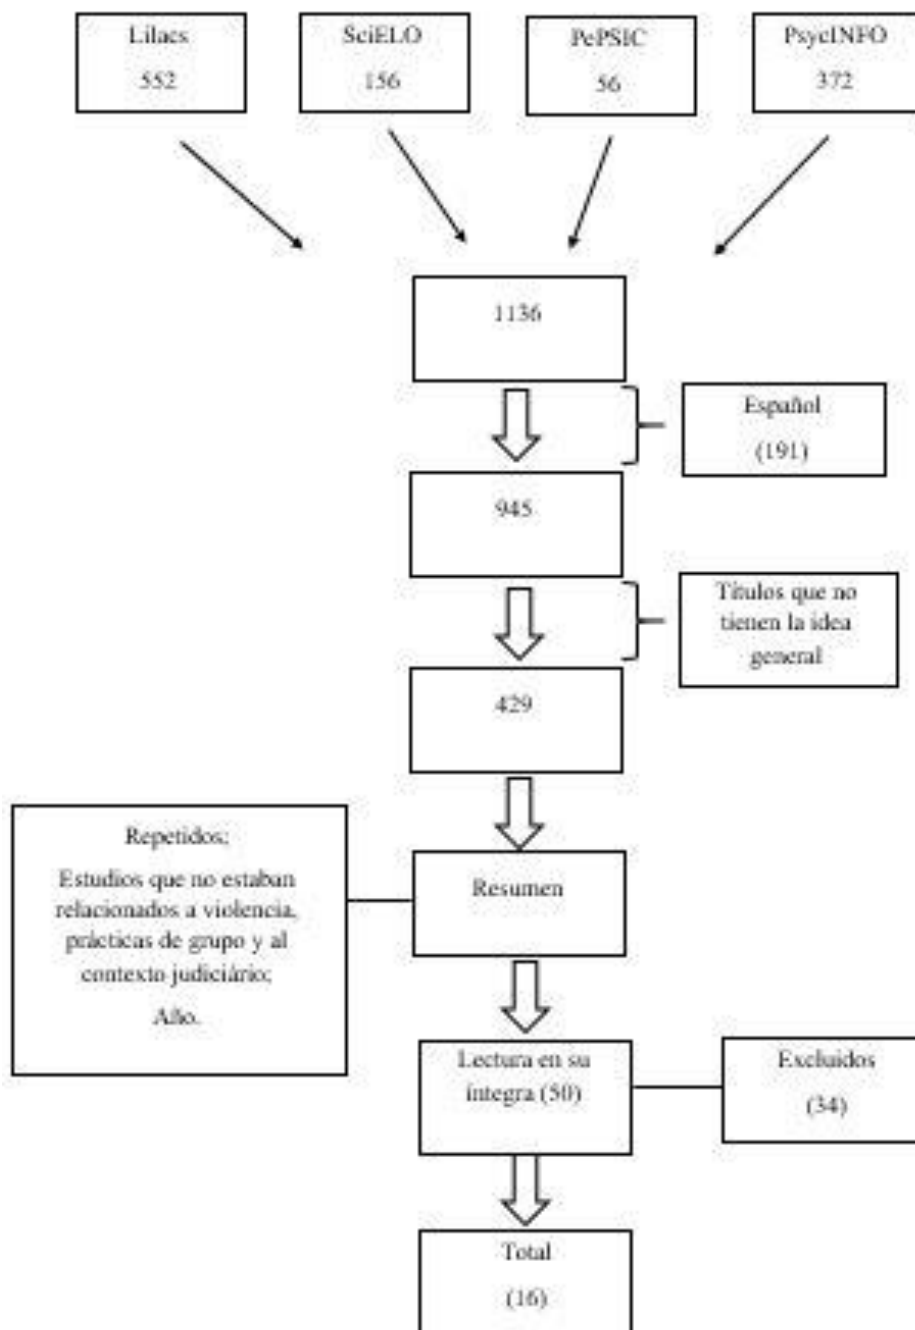 Lilacs
552
SciELO
156
PePSIC
56
PsycINFO
372
1136
Español
(191)
945
Títulos que no
tienen la idea
general
429
Repetidos;
Estudios que no estaban
relacionados a violencia,
prácticas de grupo y al
contexto judiciário;
Año.
Resumen
Lectura en su
íntegra (50)
Excluidos
(34)
Total
(16)